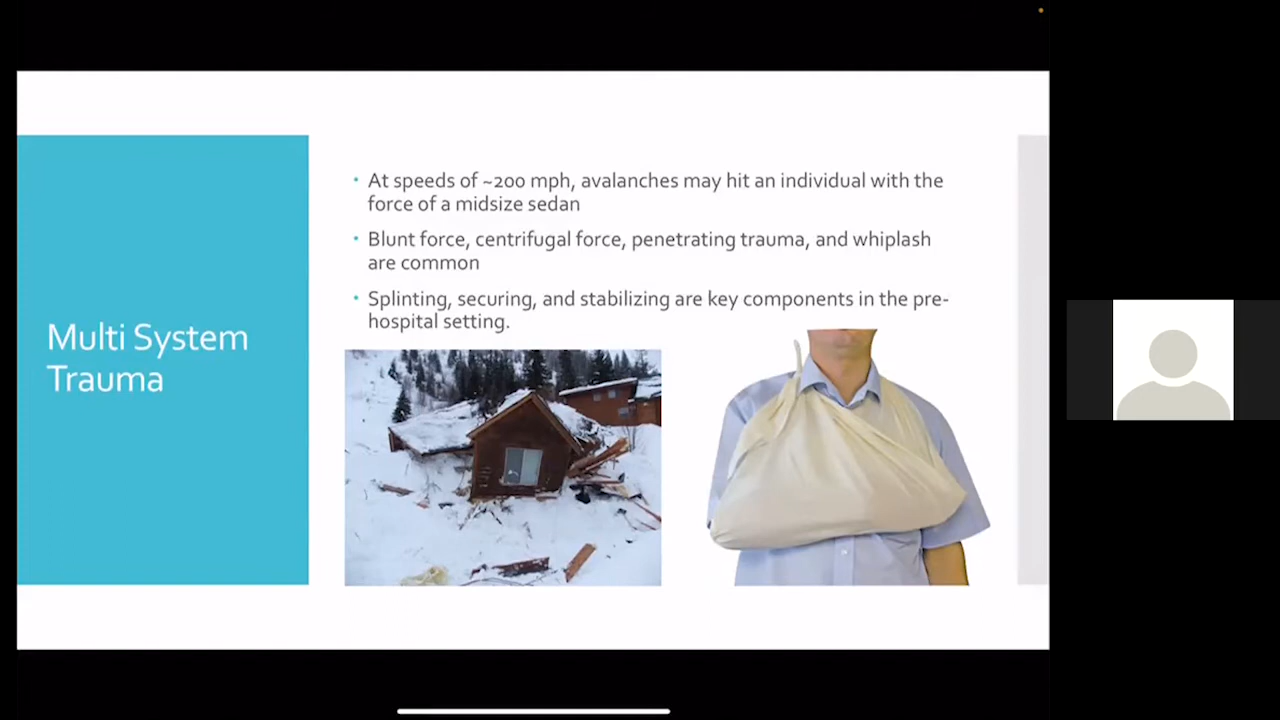 Multi System
Trauma
• At speeds of ~200 mph, avalanches may hit an individual with the
force of a midsize sedan
• Blunt force, centrifugal force, penetrating trauma, and whiplash
are common
• Splinting, securing, and stabilizing are key components in the pre-
hospital setting.